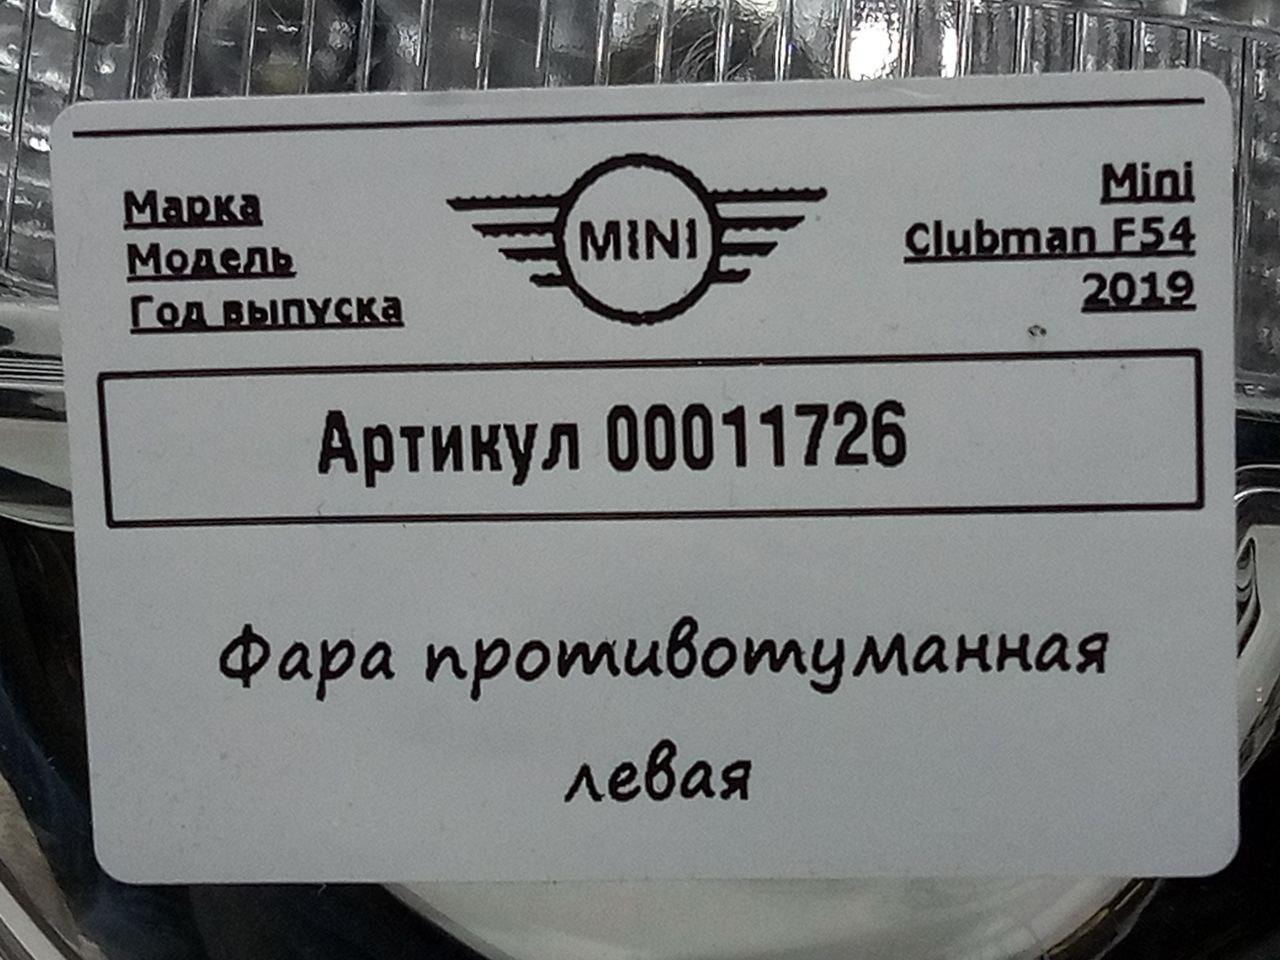 Марка
Модель
Год выпуска
MINI
Mini
Clubman F54
2019
Артикул 00011726
Фара противотуманная
левая